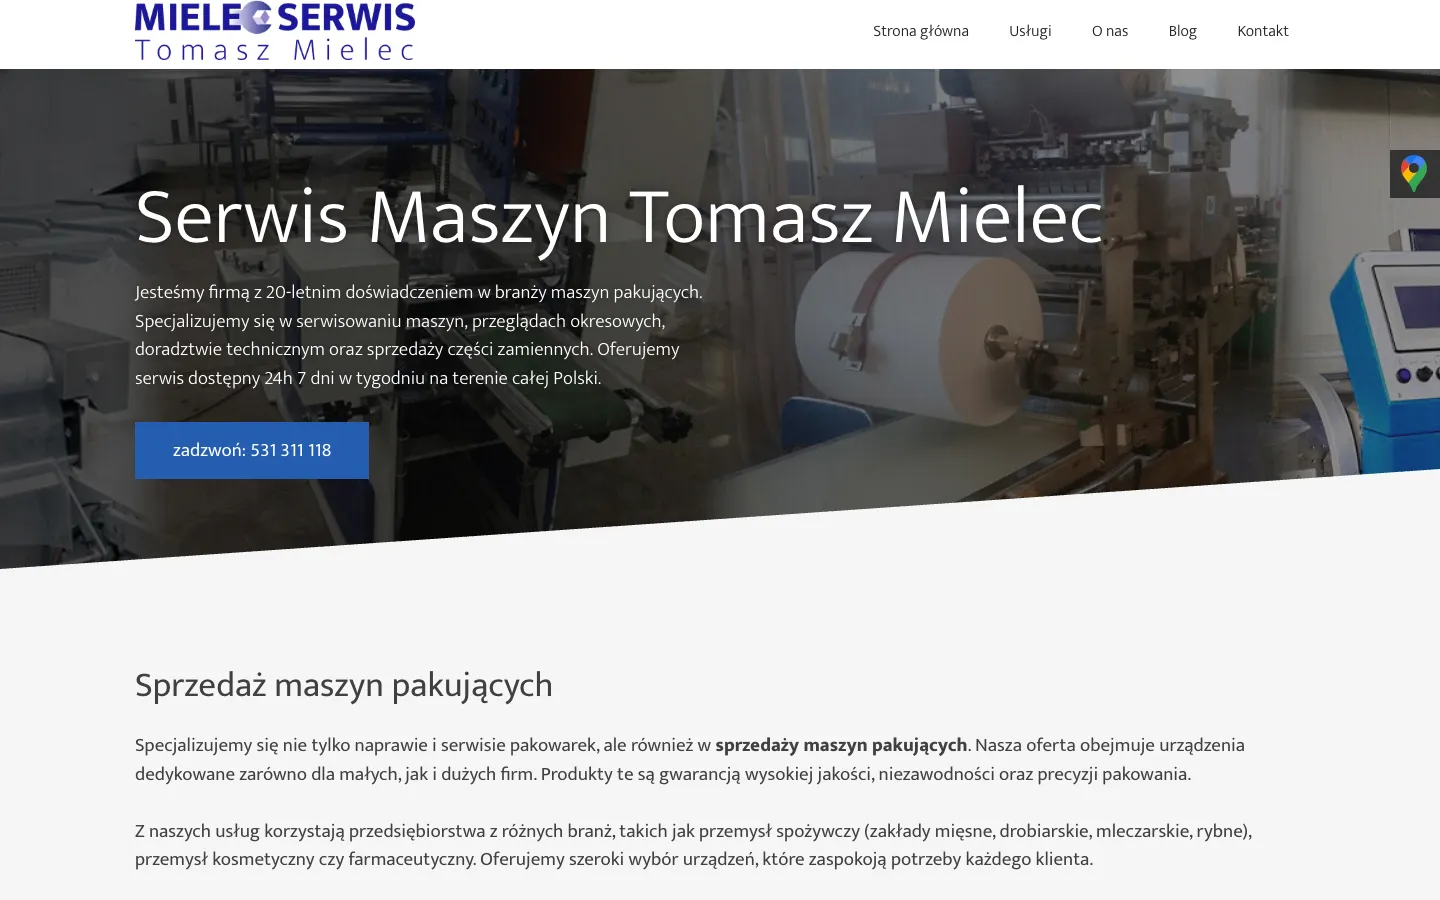 MIELEC SERWIS
Tomasz Mielec
Strona główna
Usługi
O nas
Blog
Kontakt
Serwis Maszyn Tomasz Mielec
Jesteśmy firmą z 20-letnim doświadczeniem w branży maszyn pakujących.
Specjalizujemy się w serwisowaniu maszyn, przeglądach okresowych,
doradztwie technicznym oraz sprzedaży części zamiennych. Oferujemy
serwis dostępny 24h 7 dni w tygodniu na terenie całej Polski.
zadzwoń: 531 311 118
Sprzedaż maszyn pakujących
Specjalizujemy się nie tylko naprawie i serwisie pakowarek, ale również w sprzedaży maszyn pakujących. Nasza oferta obejmuje urządzenia
dedykowane zarówno dla małych, jak i dużych firm. Produkty te są gwarancją wysokiej jakości, niezawodności oraz precyzji pakowania.
Z naszych usług korzystają przedsiębiorstwa z różnych branż, takich jak przemysł spożywczy (zakłady mięsne, drobiarskie, mleczarskie, rybne),
przemysł kosmetyczny czy farmaceutyczny. Oferujemy szeroki wybór urządzeń, które zaspokoją potrzeby każdego klienta.